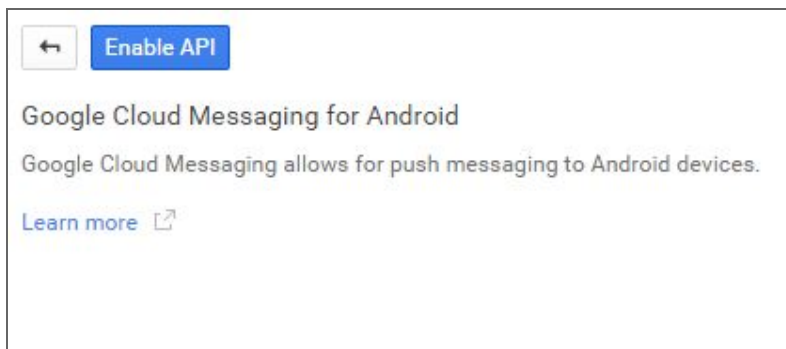 Enable API
Google Cloud Messaging for Android
Google Cloud Messaging allows for push messaging to Android devices.
Learn more